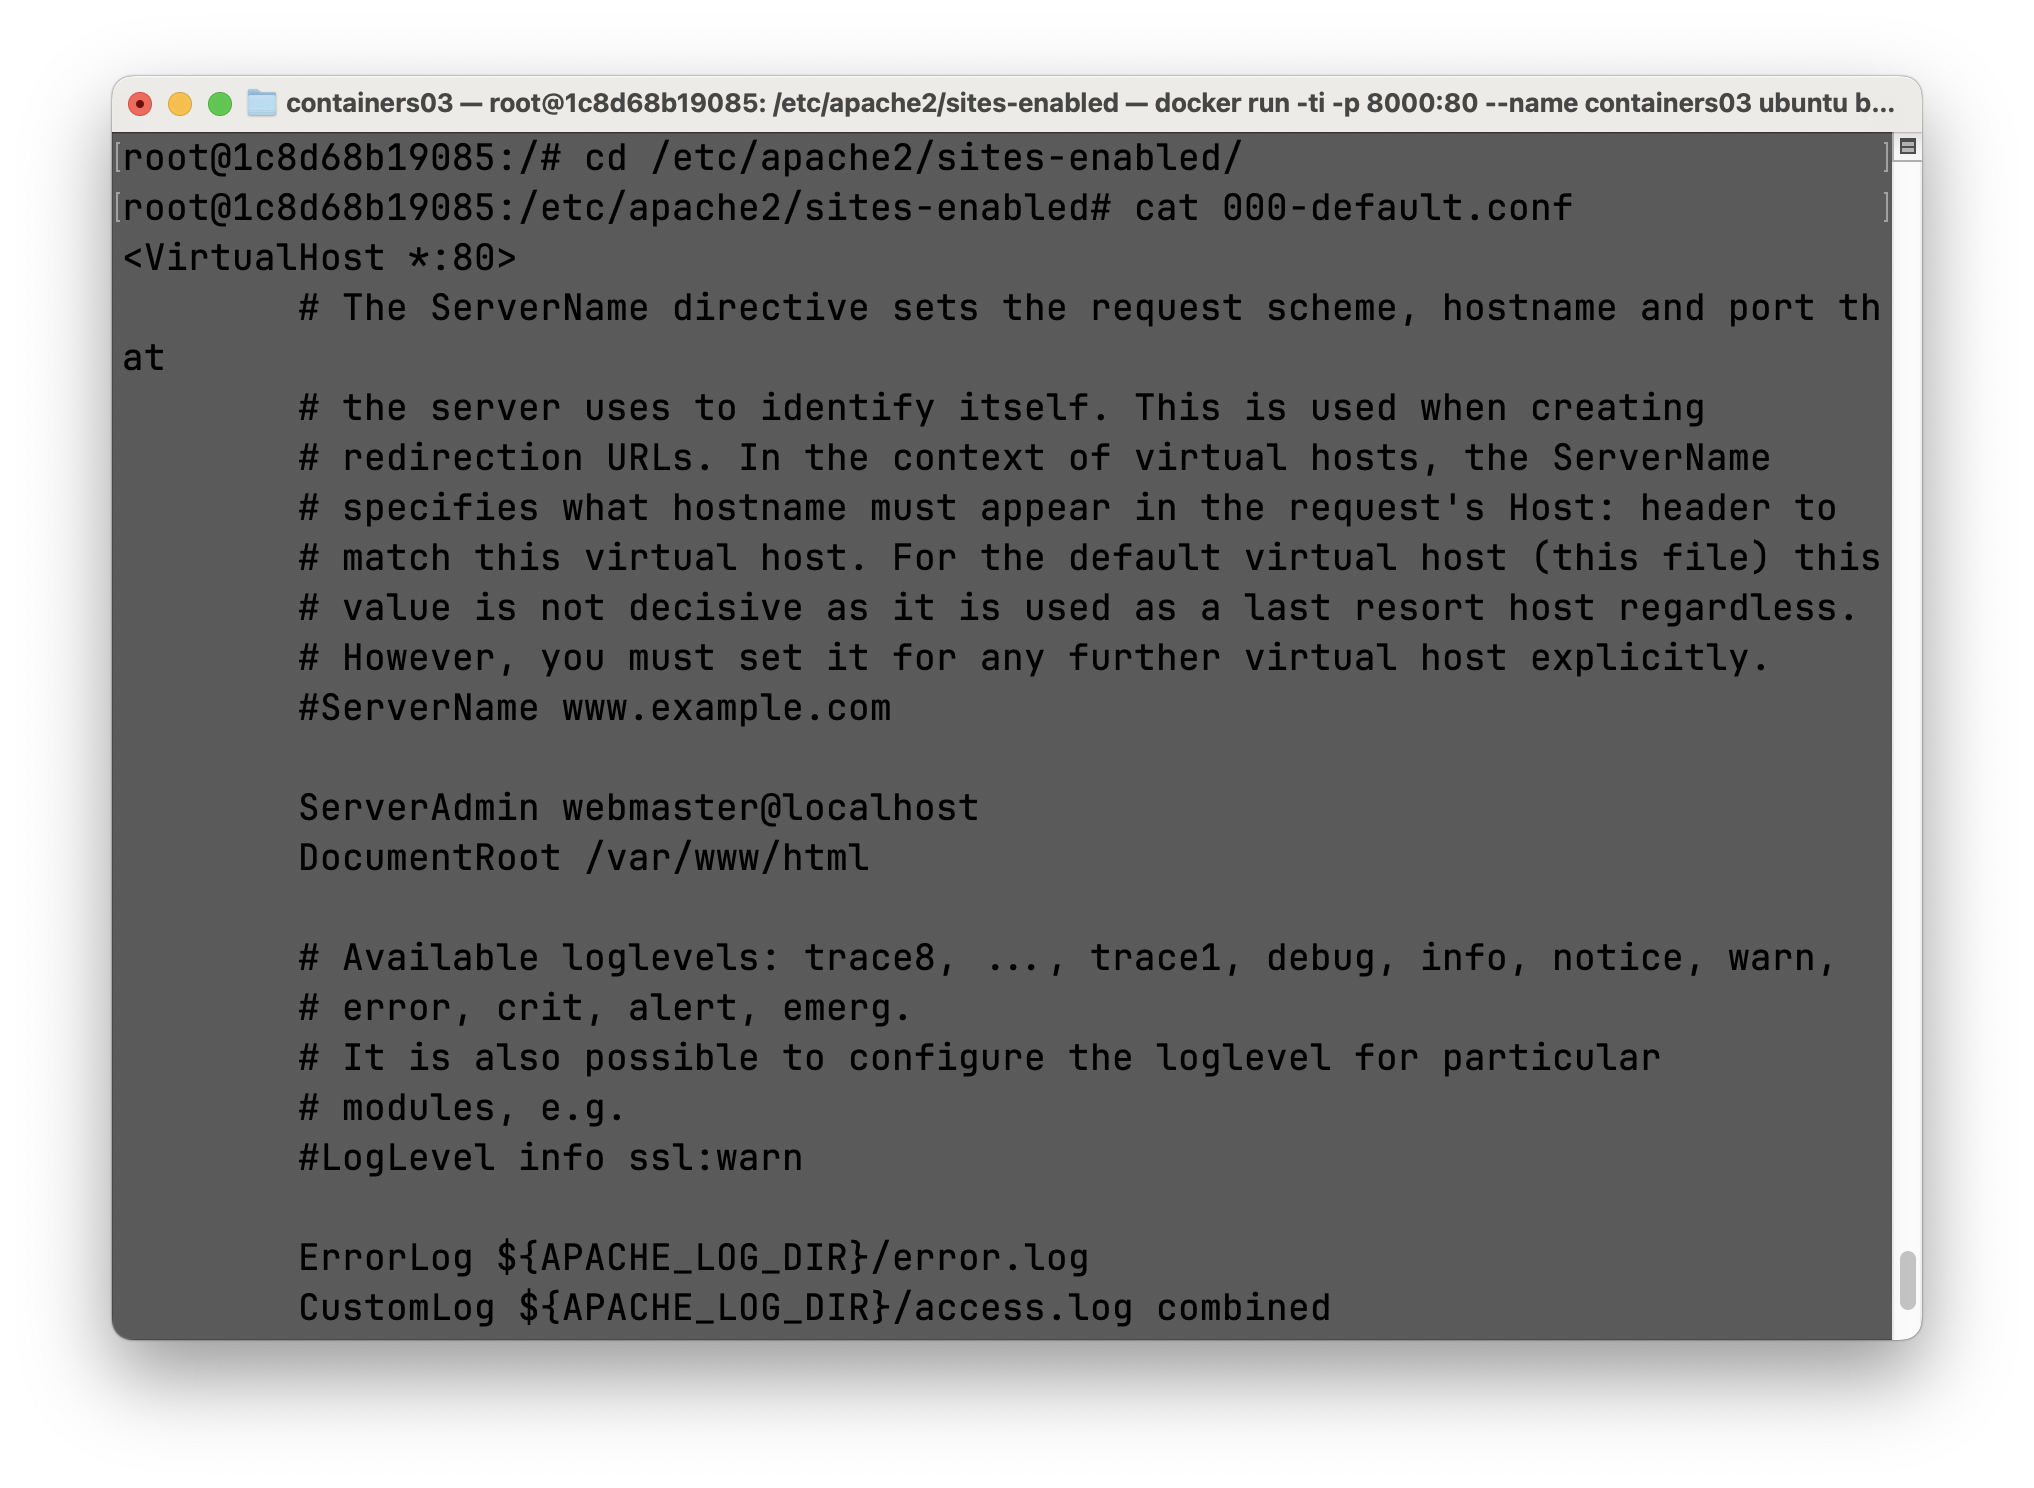 containers03 — root@1c8d68b19085: /etc/apache2/sites-enabled — docker run -ti -p 8000:80 --name containers03 ubuntu b...
[root@1c8d68b19085:/# cd /etc/apache2/sites-enabled/ ]
[root@1c8d68b19085:/etc/apache2/sites-enabled# cat 000-default.conf ]
<VirtualHost *:80>
# The ServerName directive sets the request scheme, hostname and port th
at
# the server uses to identify itself. This is used when creating
# redirection URLs. In the context of virtual hosts, the ServerName
# specifies what hostname must appear in the request's Host: header to
# match this virtual host. For the default virtual host (this file) this
# value is not decisive as it is used as a last resort host regardless.
# However, you must set it for any further virtual host explicitly.
#ServerName www.example.com

ServerAdmin webmaster@localhost
DocumentRoot /var/www/html

# Available loglevels: trace8, ..., trace1, debug, info, notice, warn,
# error, crit, alert, emerg.
# It is also possible to configure the loglevel for particular
# modules, e.g.
#LogLevel info ssl:warn

ErrorLog ${APACHE_LOG_DIR}/error.log
CustomLog ${APACHE_LOG_DIR}/access.log combined